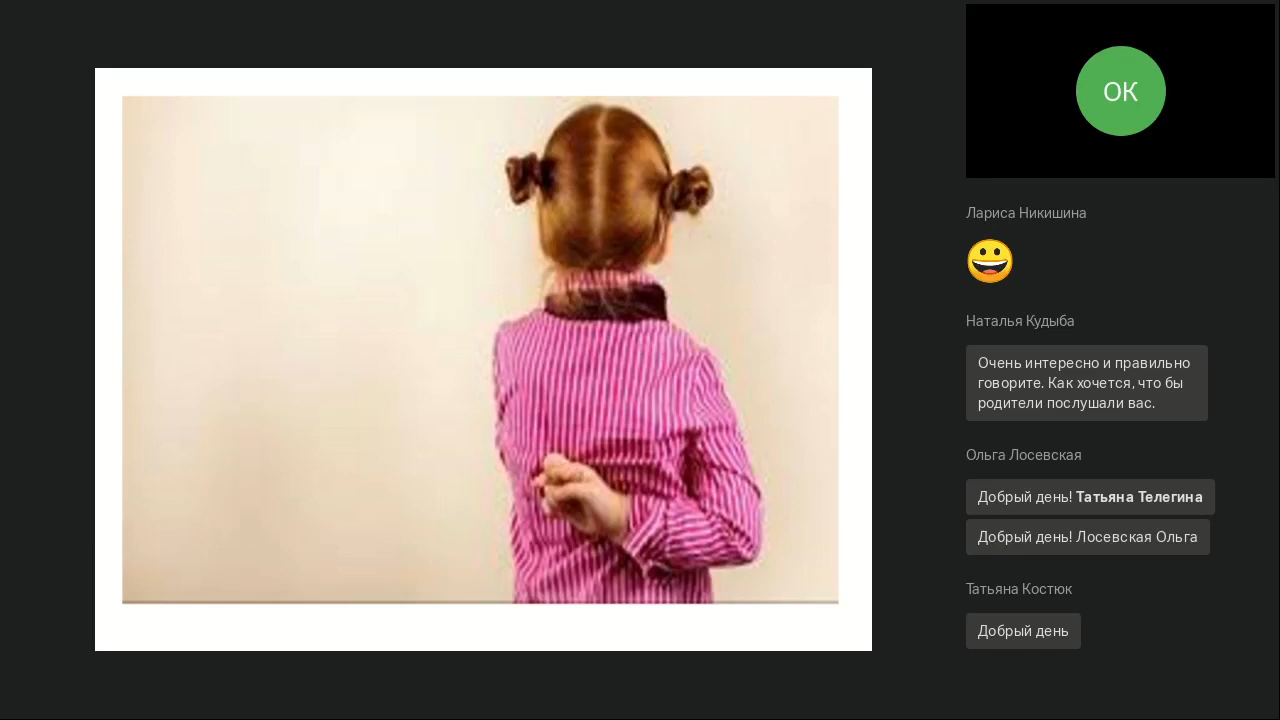 ОК
Лариса Никишина
Наталья Кудыба
Очень интересно и правильно
говорите. Как хочется, что бы
родители послушали вас.
Ольга Лосевская
Добрый день! Татьяна Телегина
Добрый день! Лосевская Ольга
Татьяна Костюк
Добрый день